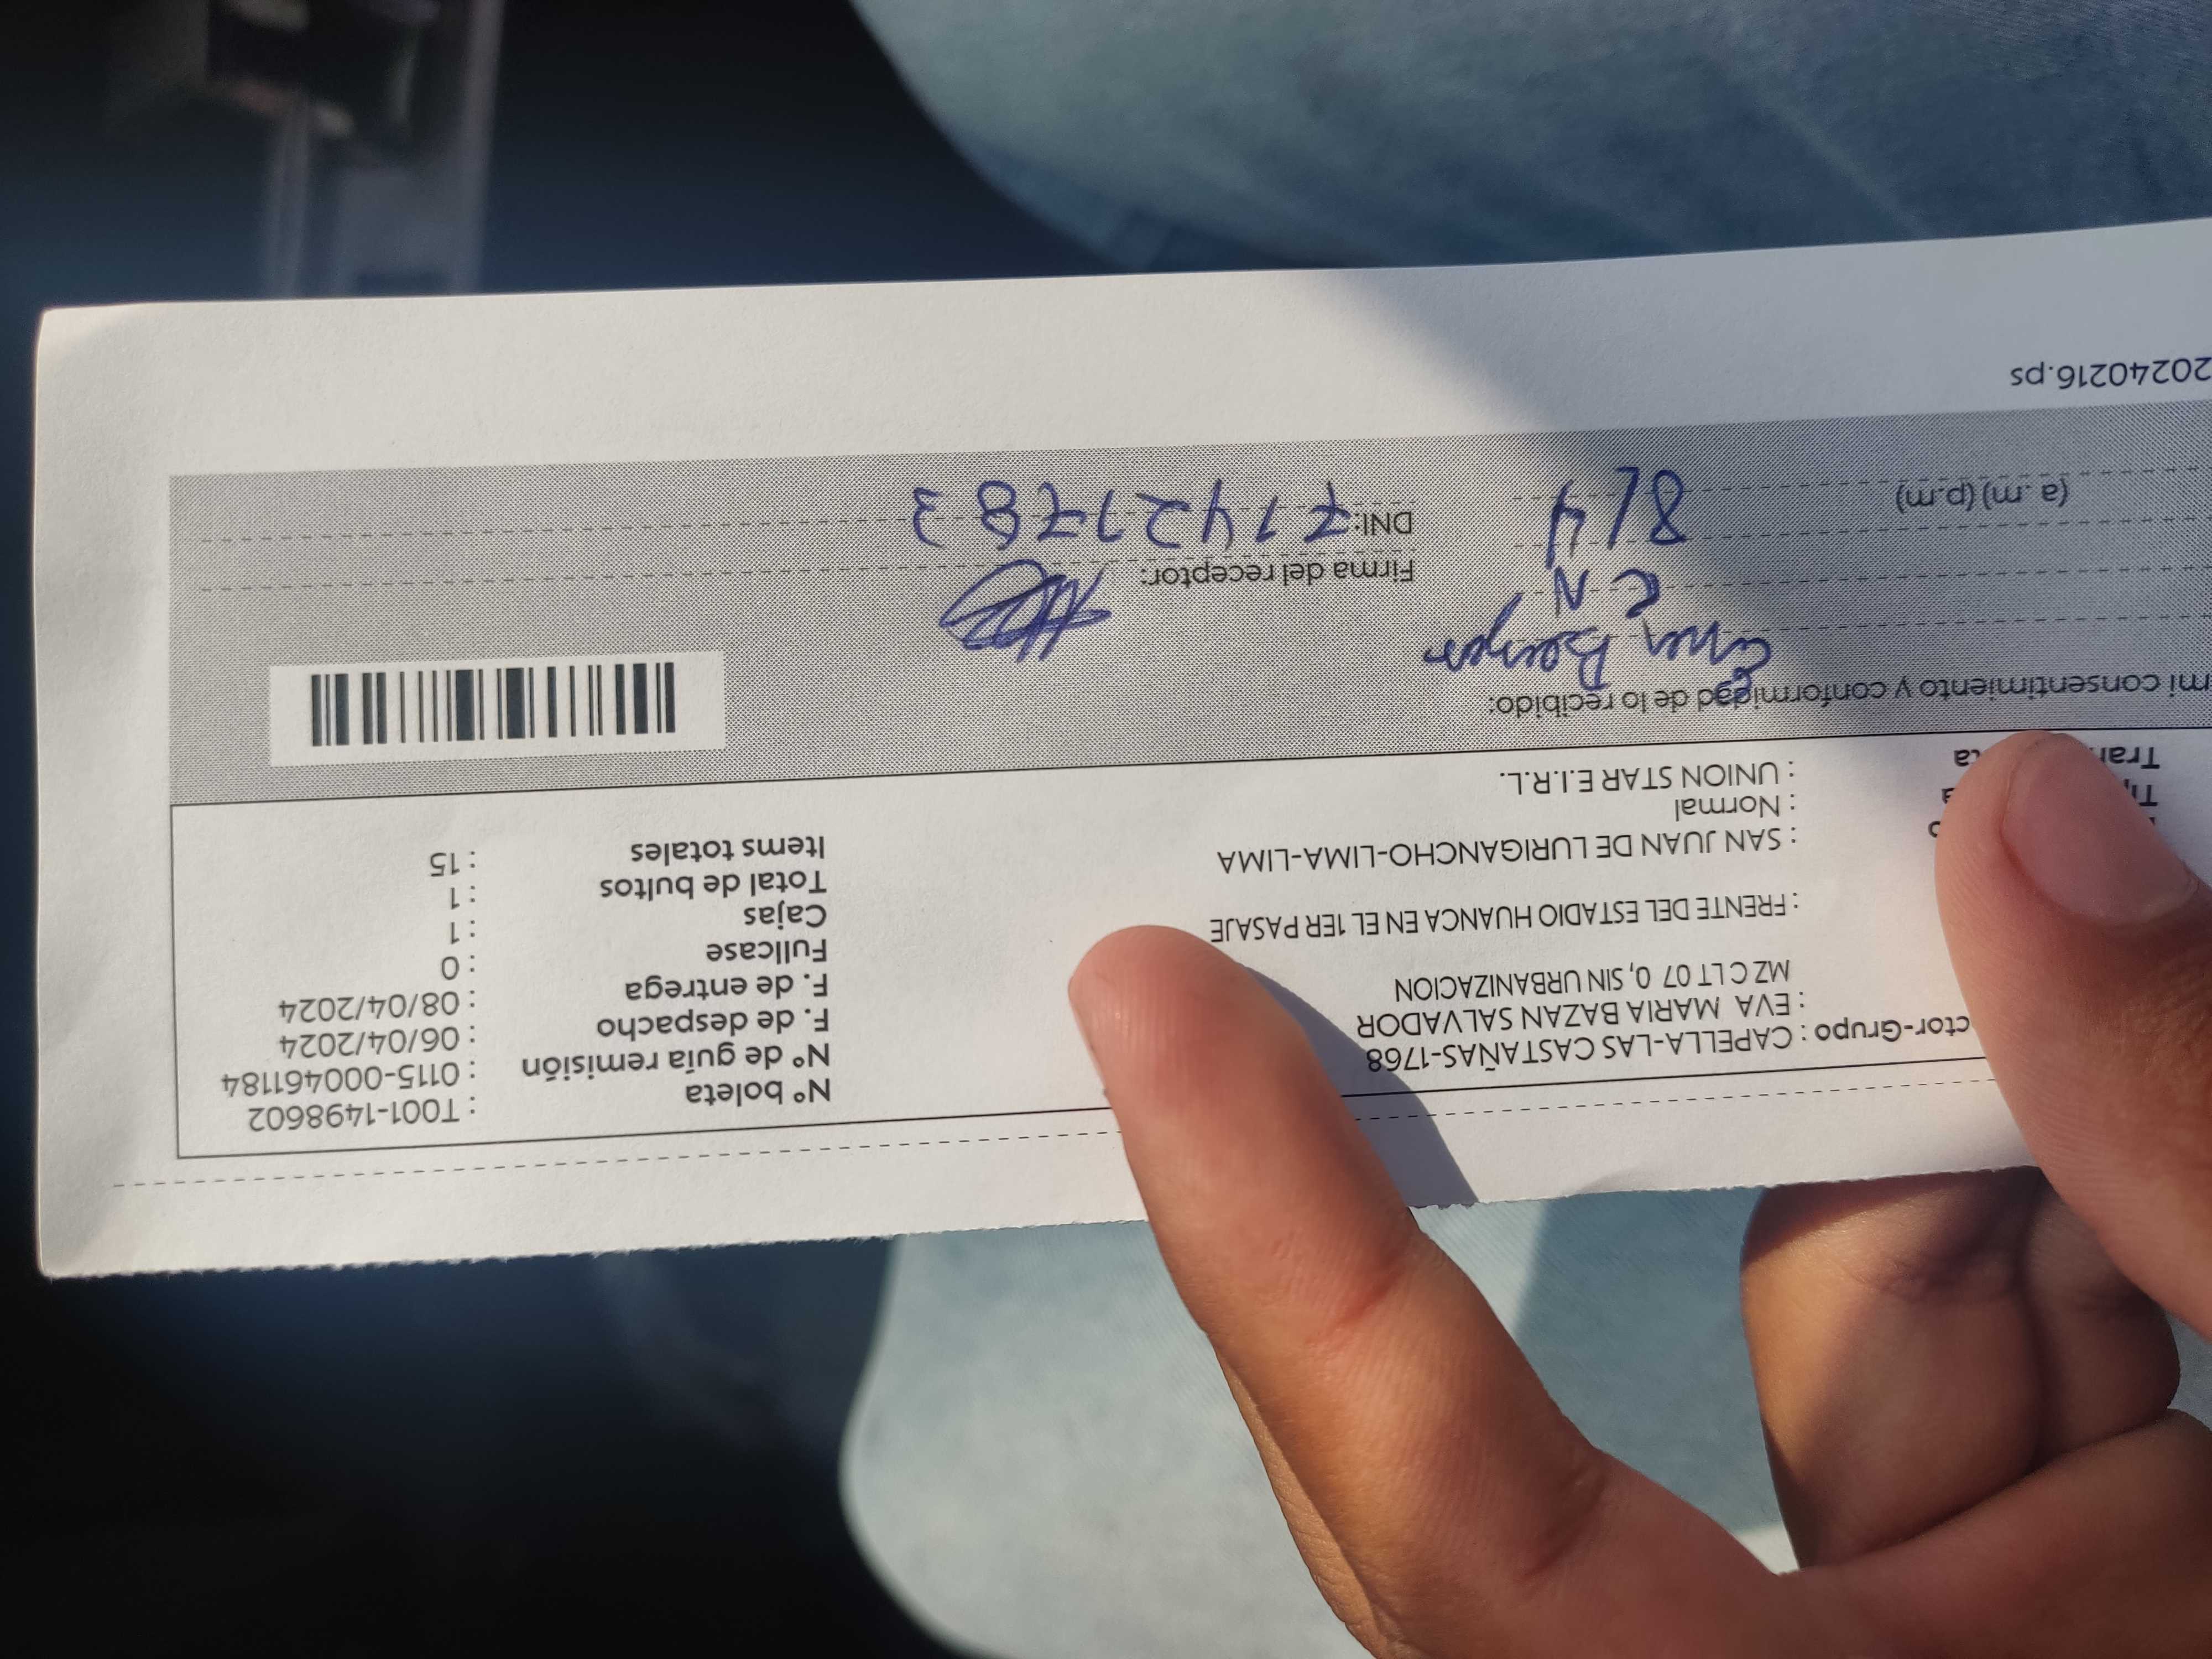 N° boleta : T001-1498602
N° de guía remisión : 0115-000461184
F. de despacho : 06/04/2024
F. de entrega : 08/04/2024
Fullcase : 0
Cajas : 1
Total de bultos : 1
Items totales : 15
ctor-Grupo : CAPELLA-LAS CASTAÑAS-1768
: EVA MARIA BAZAN SALVADOR
MZ C LT 07 0, SIN URBANIZACION
: FRENTE DEL ESTADIO HUANCA EN EL 1ER PASAJE
: SAN JUAN DE LURIGANCHO-LIMA-LIMA
: Normal
: UNION STAR E.I.R.L.
mi consentimiento y conformidad de lo recibido:
C N
Firma del receptor:
(a.m) (p.m)
8/4
DNI: 71421783
20240216.ps